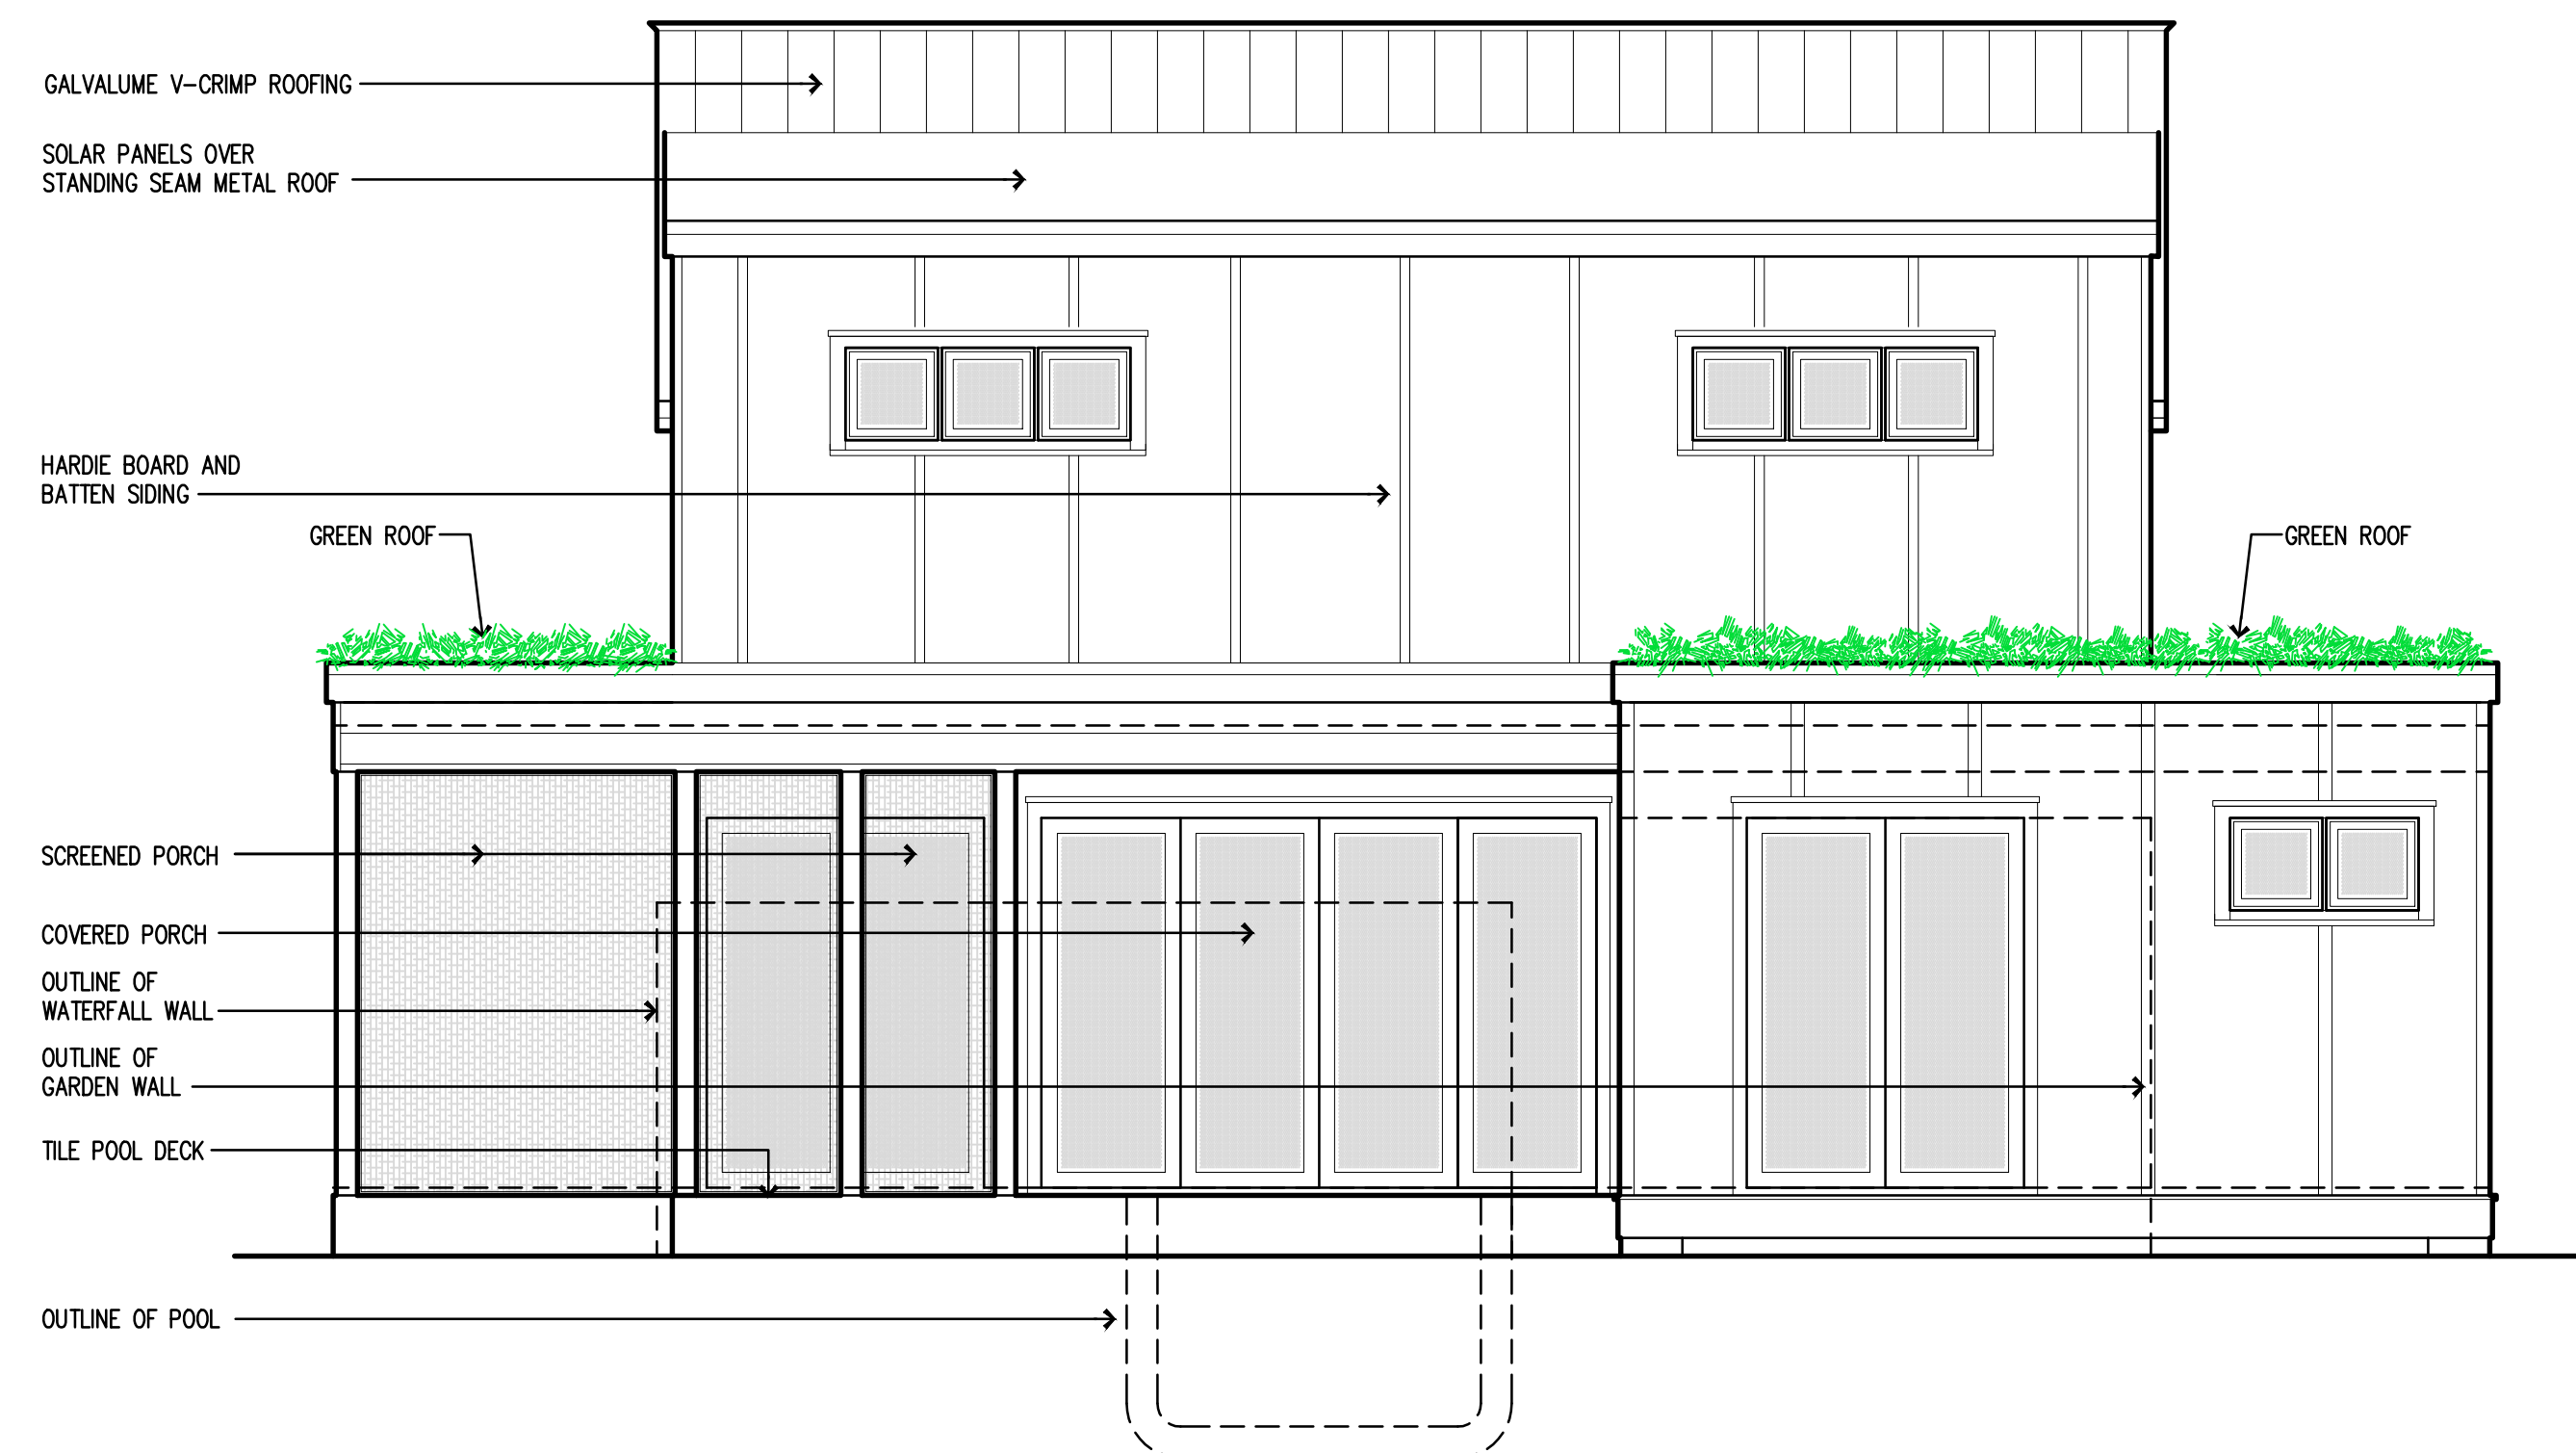 GALVALUME V-CRIMP ROOFING
SOLAR PANELS OVER
STANDING SEAM METAL ROOF
HARDIE BOARD AND
BATTEN SIDING
GREEN ROOF
GREEN ROOF
SCREENED PORCH
COVERED PORCH
OUTLINE OF
WATERFALL WALL
OUTLINE OF
GARDEN WALL
TILE POOL DECK
OUTLINE OF POOL